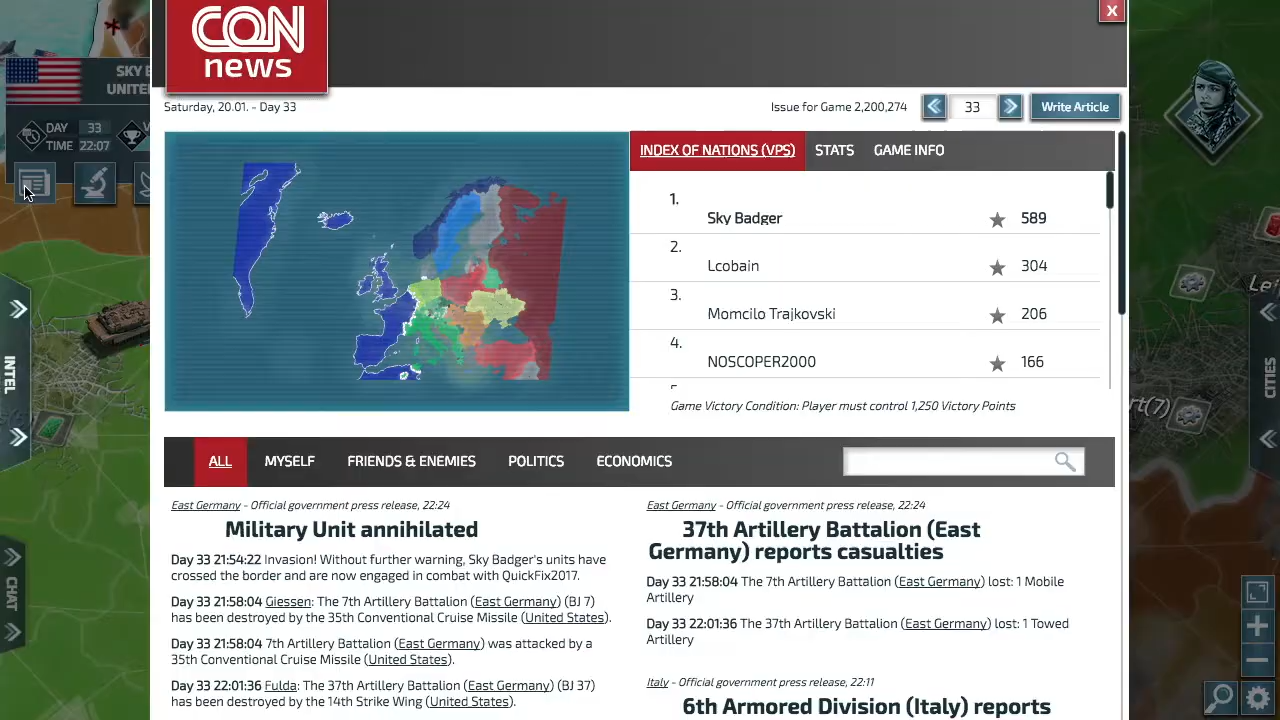 CON
news
SKY
UNITE
Saturday, 20.01. - Day 33
Issue for Game 2,200,274
33
Write Article
X
DAY 33
TIME 22:07
INDEX OF NATIONS (VPS)
STATS
GAME INFO
1.
Sky Badger
589
2.
Lcobain
304
3.
Momcilo Trajkovski
206
4.
NOSCOPER2000
166
Game Victory Condition: Player must control 1,250 Victory Points
INTEL
CITIES
CHAT
ALL
MYSELF
FRIENDS & ENEMIES
POLITICS
ECONOMICS
East Germany - Official government press release, 22:24
Military Unit annihilated
Day 33 21:54:22 Invasion! Without further warning, Sky Badger's units have
crossed the border and are now engaged in combat with QuickFix2017.
Day 33 21:58:04 Giessen: The 7th Artillery Battalion (East Germany) (BJ 7)
has been destroyed by the 35th Conventional Cruise Missile (United States).
Day 33 21:58:04 7th Artillery Battalion (East Germany) was attacked by a
35th Conventional Cruise Missile (United States).
Day 33 22:01:36 Fulda: The 37th Artillery Battalion (East Germany) (BJ 37)
has been destroyed by the 14th Strike Wing (United States).
East Germany - Official government press release, 22:24
37th Artillery Battalion (East
Germany) reports casualties
Day 33 21:58:04 The 7th Artillery Battalion (East Germany) lost: 1 Mobile
Artillery
Day 33 22:01:36 The 37th Artillery Battalion (East Germany) lost: 1 Towed
Artillery
Italy - Official government press release, 22:11
6th Armored Division (Italy) reports